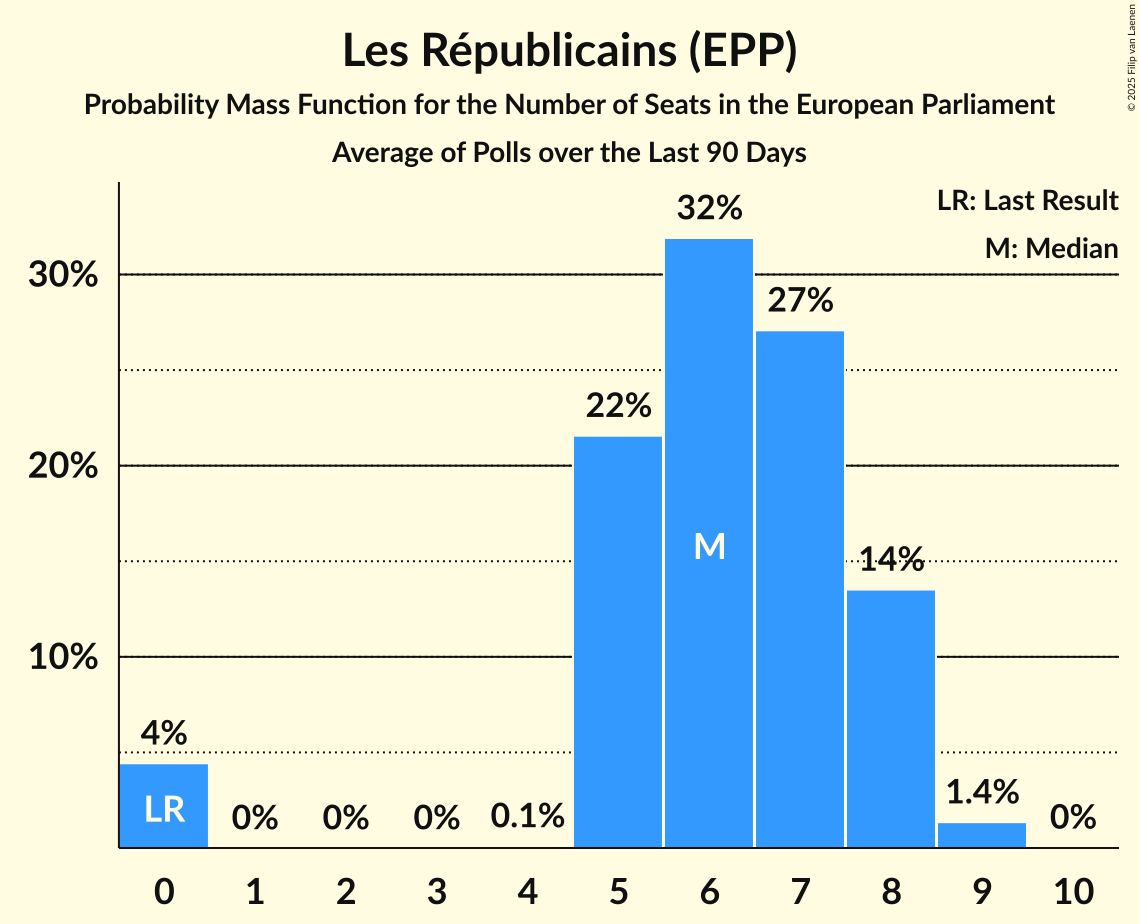 Les Républicains (EPP)
Probability Mass Function for the Number of Seats in the European Parliament
Average of Polls over the Last 90 Days
© 2025 Filip van Laenen
LR: Last Result
M: Median
30%
20%
10%
4%
0%
0%
0%
0.1%
22%
32%
27%
14%
1.4%
0%
LR
M
0 1 2 3 4 5 6 7 8 9 10